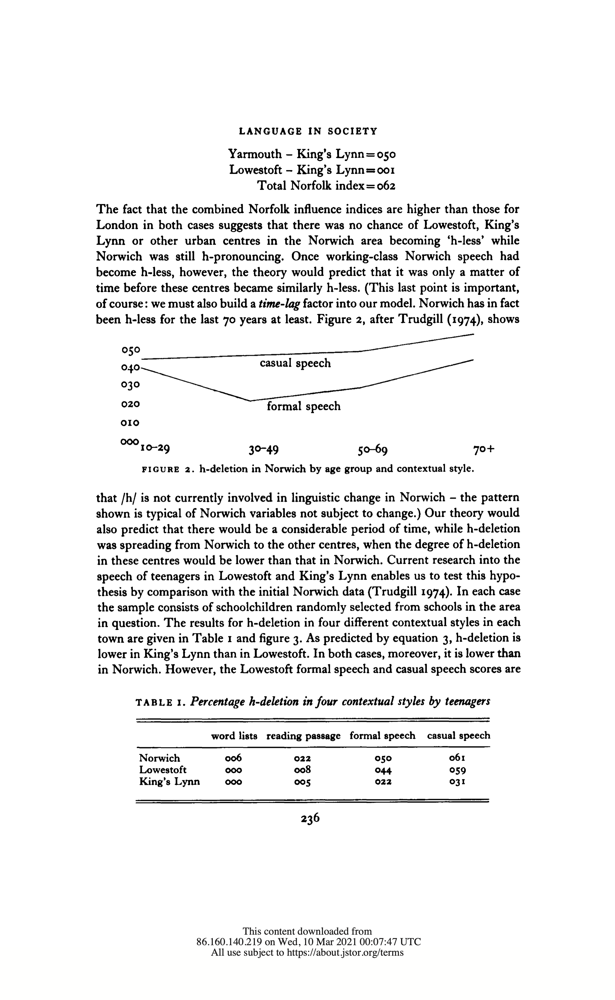 LANGUAGE IN SOCIETY
Yarmouth – King's Lynn=050
Lowestoft – King's Lynn=001
Total Norfolk index=062
The fact that the combined Norfolk influence indices are higher than those for
London in both cases suggests that there was no chance of Lowestoft, King's
Lynn or other urban centres in the Norwich area becoming 'h-less' while
Norwich was still h-pronouncing. Once working-class Norwich speech had
become h-less, however, the theory would predict that it was only a matter of
time before these centres became similarly h-less. (This last point is important,
of course: we must also build a time-lag factor into our model. Norwich has in fact
been h-less for the last 70 years at least. Figure 2, after Trudgill (1974), shows
050
casual speech
040
030
020
formal speech
010
000
10–29 30–49 50–69 70+
FIGURE 2. h-deletion in Norwich by age group and contextual style.
that /h/ is not currently involved in linguistic change in Norwich – the pattern
shown is typical of Norwich variables not subject to change.) Our theory would
also predict that there would be a considerable period of time, while h-deletion
was spreading from Norwich to the other centres, when the degree of h-deletion
in these centres would be lower than that in Norwich. Current research into the
speech of teenagers in Lowestoft and King's Lynn enables us to test this hypo-
thesis by comparison with the initial Norwich data (Trudgill 1974). In each case
the sample consists of schoolchildren randomly selected from schools in the area
in question. The results for h-deletion in four different contextual styles in each
town are given in Table 1 and figure 3. As predicted by equation 3, h-deletion is
lower in King's Lynn than in Lowestoft. In both cases, moreover, it is lower than
in Norwich. However, the Lowestoft formal speech and casual speech scores are
TABLE 1. Percentage h-deletion in four contextual styles by teenagers
word lists reading passage formal speech casual speech
Norwich 006 022 050 061
Lowestoft 000 008 044 059
King's Lynn 000 005 022 031
236
This content downloaded from
86.160.140.219 on Wed, 10 Mar 2021 00:07:47 UTC
All use subject to https://about.jstor.org/terms